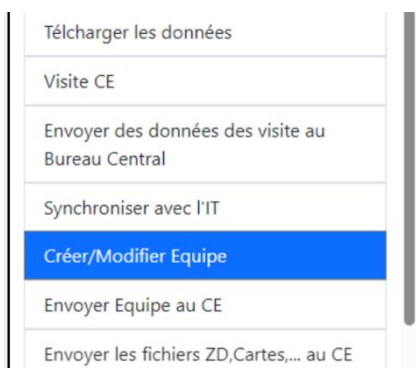 Télcharger les données
Visite CE
Envoyer des données des visite au
Bureau Central
Synchroniser avec l'IT
Créer/Modifier Equipe
Envoyer Equipe au CE
Envoyer les fichiers ZD,Cartes,... au CE